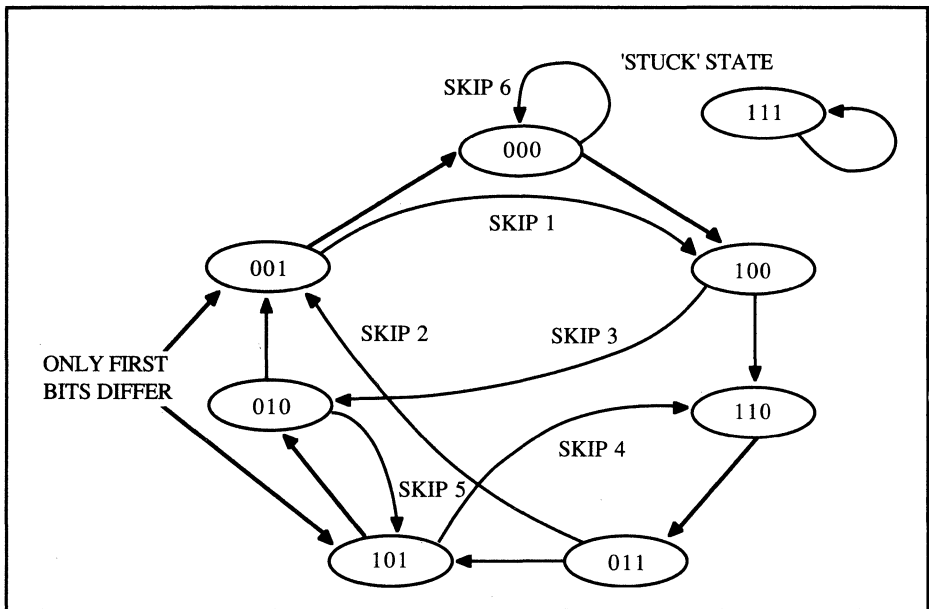 'STUCK' STATE
SKIP 6
111
000
SKIP 1
001
100
SKIP 2
SKIP 3
ONLY FIRST
BITS DIFFER
010
110
SKIP 4
SKIP 5
101
011